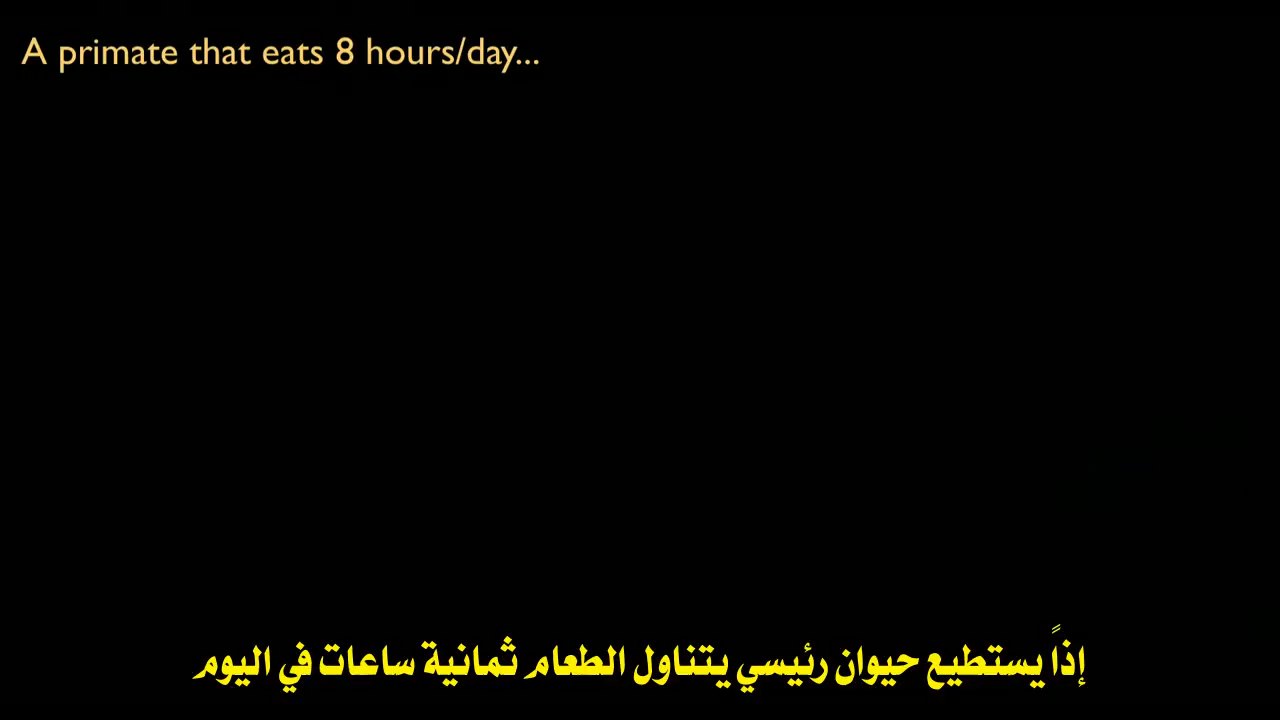 A primate that eats 8 hours/day...
إذاً يستطيع حيوان رئيسي يتناول الطعام ثمانية ساعات في اليوم